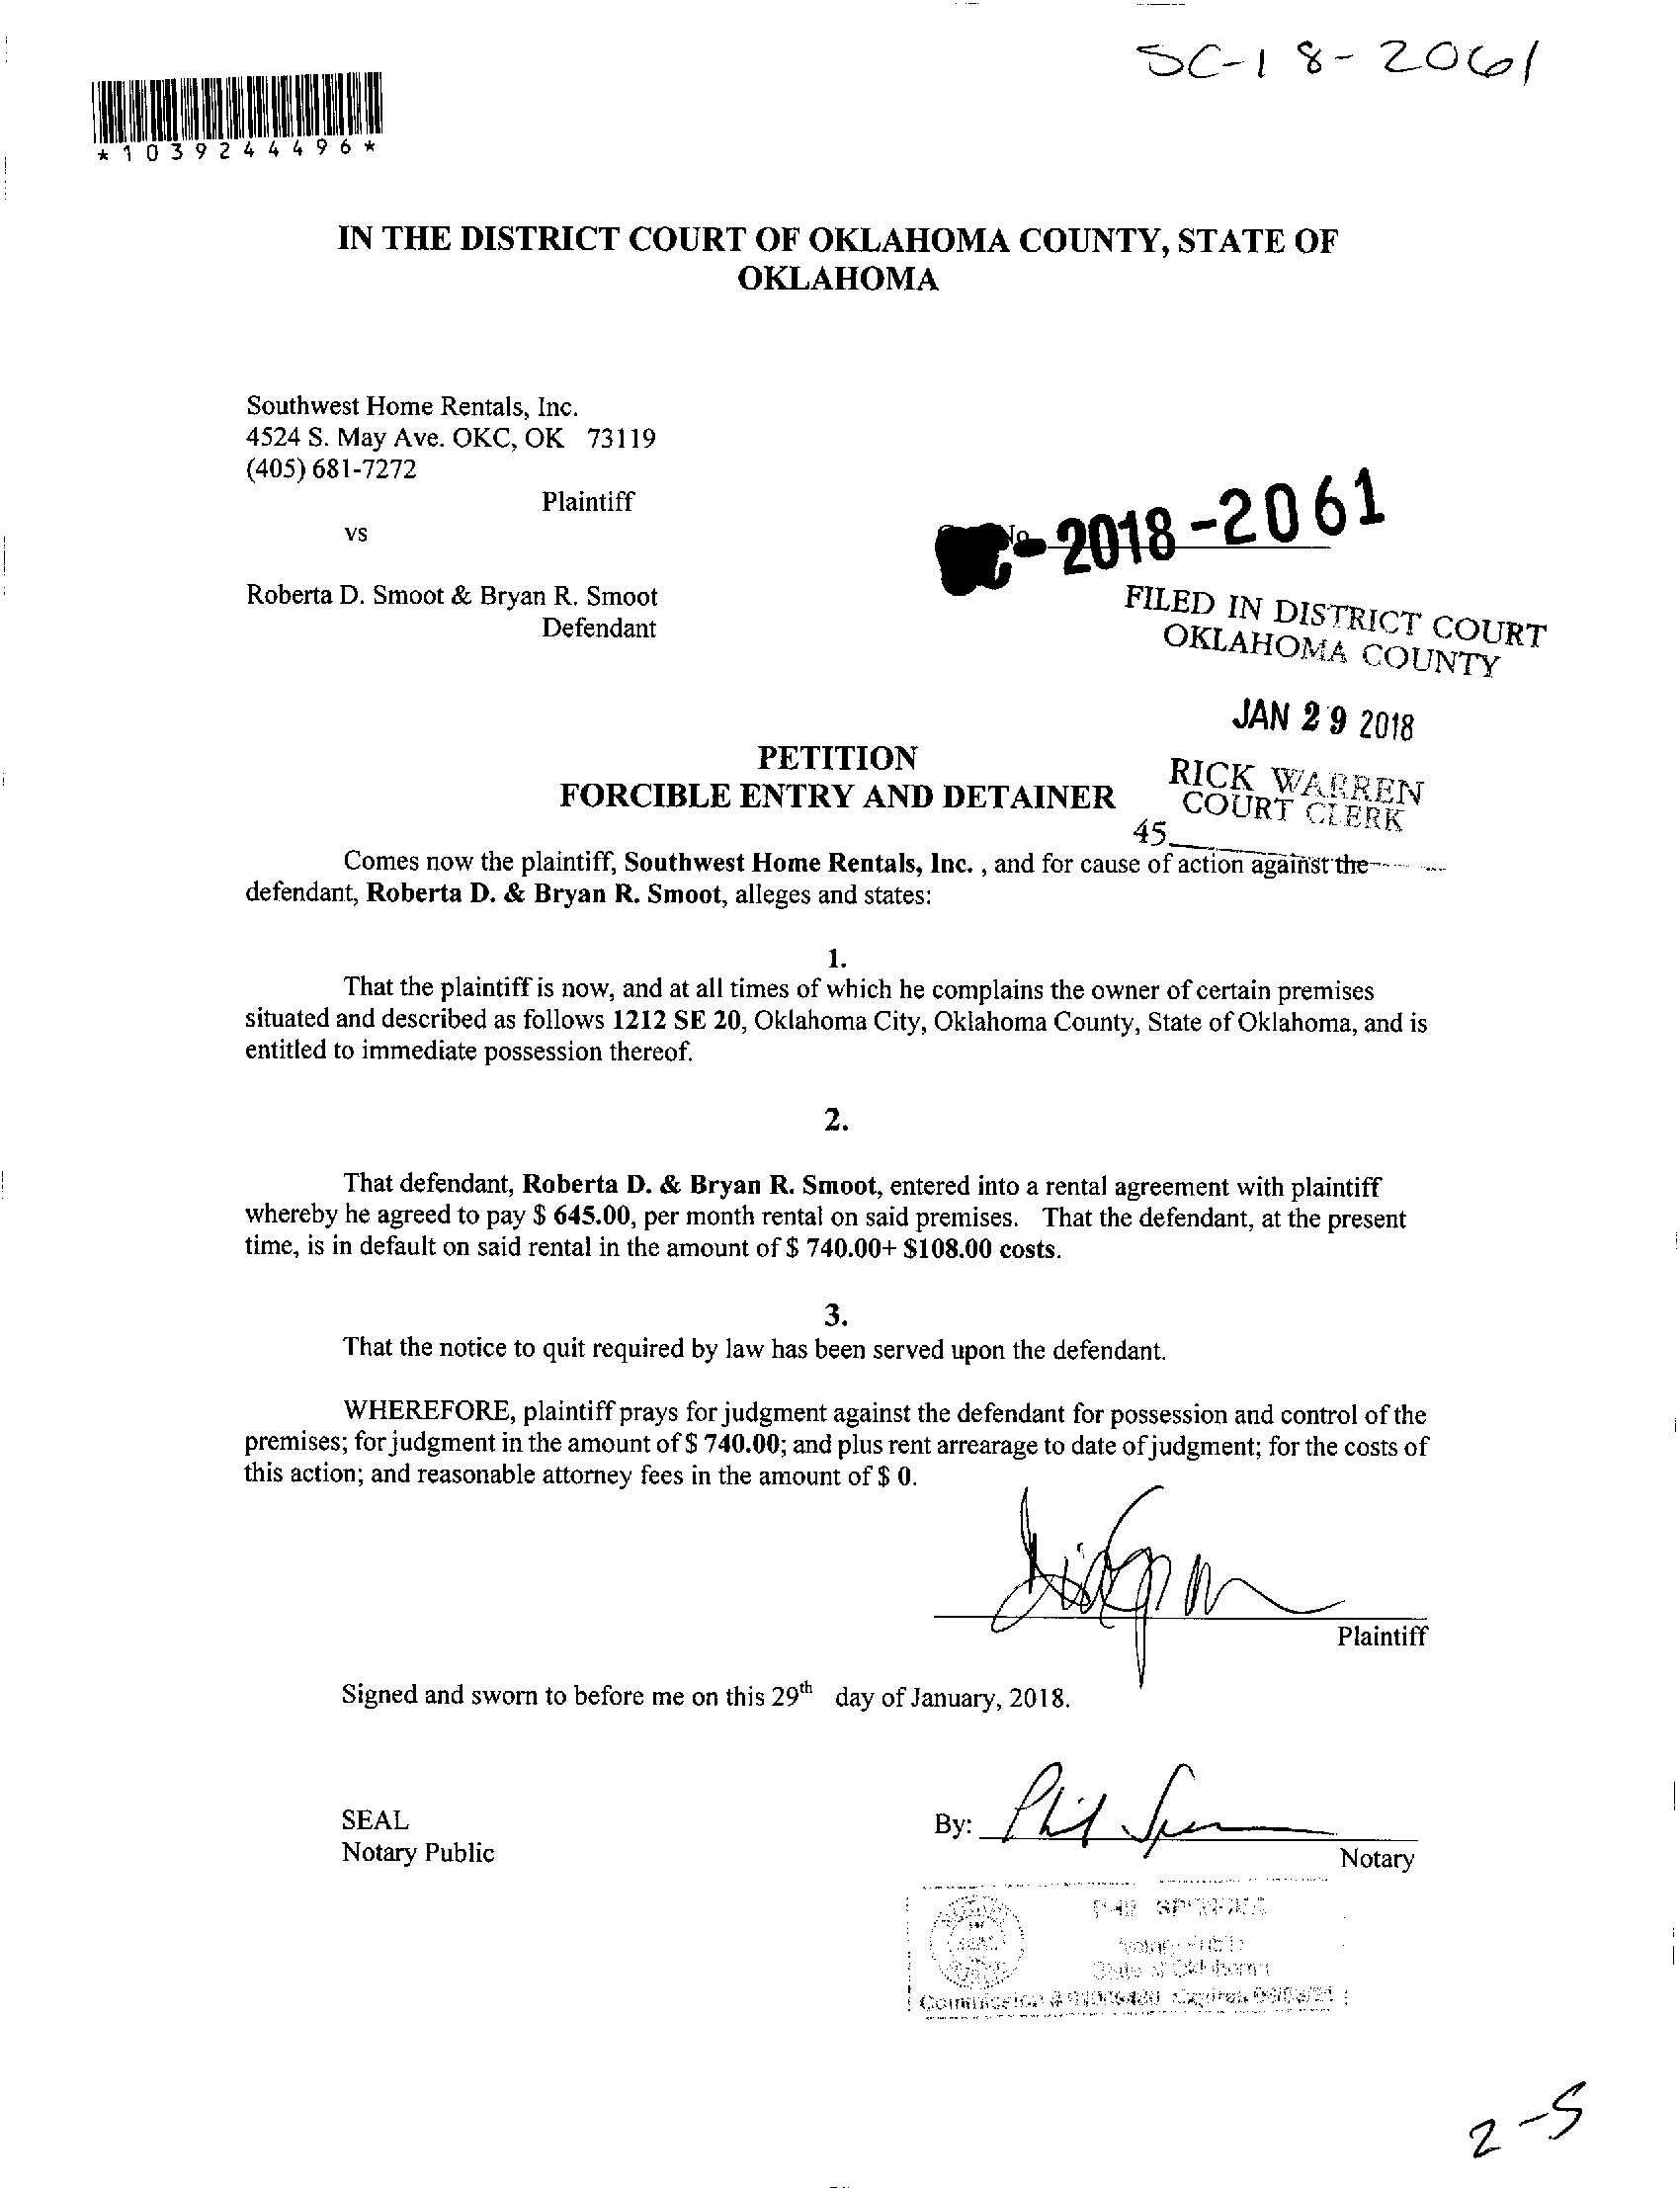 SC-18-2061
*1039244496*
IN THE DISTRICT COURT OF OKLAHOMA COUNTY, STATE OF
OKLAHOMA
Southwest Home Rentals, Inc.
4524 S. May Ave. OKC, OK 73119
(405) 681-7272
Plaintiff
vs
-2018-2061
Roberta D. Smoot & Bryan R. Smoot
Defendant
FILED IN DISTRICT COURT
OKLAHOMA COUNTY
JAN 29 2018
RICK WARREN
COURT CLERK
45
PETITION
FORCIBLE ENTRY AND DETAINER
Comes now the plaintiff, Southwest Home Rentals, Inc. , and for cause of action against the
defendant, Roberta D. & Bryan R. Smoot, alleges and states:
1.
That the plaintiff is now, and at all times of which he complains the owner of certain premises
situated and described as follows 1212 SE 20, Oklahoma City, Oklahoma County, State of Oklahoma, and is
entitled to immediate possession thereof.
2.
That defendant, Roberta D. & Bryan R. Smoot, entered into a rental agreement with plaintiff
whereby he agreed to pay $ 645.00, per month rental on said premises. That the defendant, at the present
time, is in default on said rental in the amount of $ 740.00+ $108.00 costs.
3.
That the notice to quit required by law has been served upon the defendant.
WHEREFORE, plaintiff prays for judgment against the defendant for possession and control of the
premises; for judgment in the amount of $ 740.00; and plus rent arrearage to date of judgment; for the costs of
this action; and reasonable attorney fees in the amount of $ 0.
Plaintiff
Signed and sworn to before me on this 29th day of January, 2018.
SEAL
Notary Public
By: Phil
Notary
State of Oklahoma
Commission # Expires
2-5